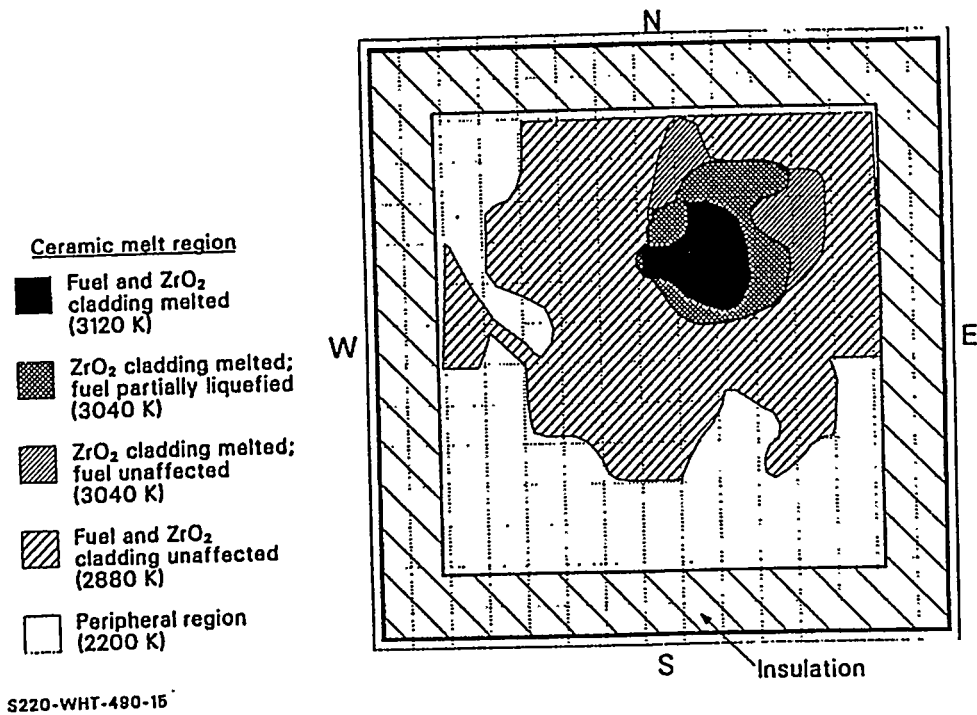 N
Ceramic melt region
Fuel and ZrO₂
cladding melted
(3120 K)
ZrO₂ cladding melted;
fuel partially liquefied
(3040 K)
ZrO₂ cladding melted;
fuel unaffected
(3040 K)
Fuel and ZrO₂
cladding unaffected
(2880 K)
Peripheral region
(2200 K)
W
E
S
Insulation
S220-WHT-490-15